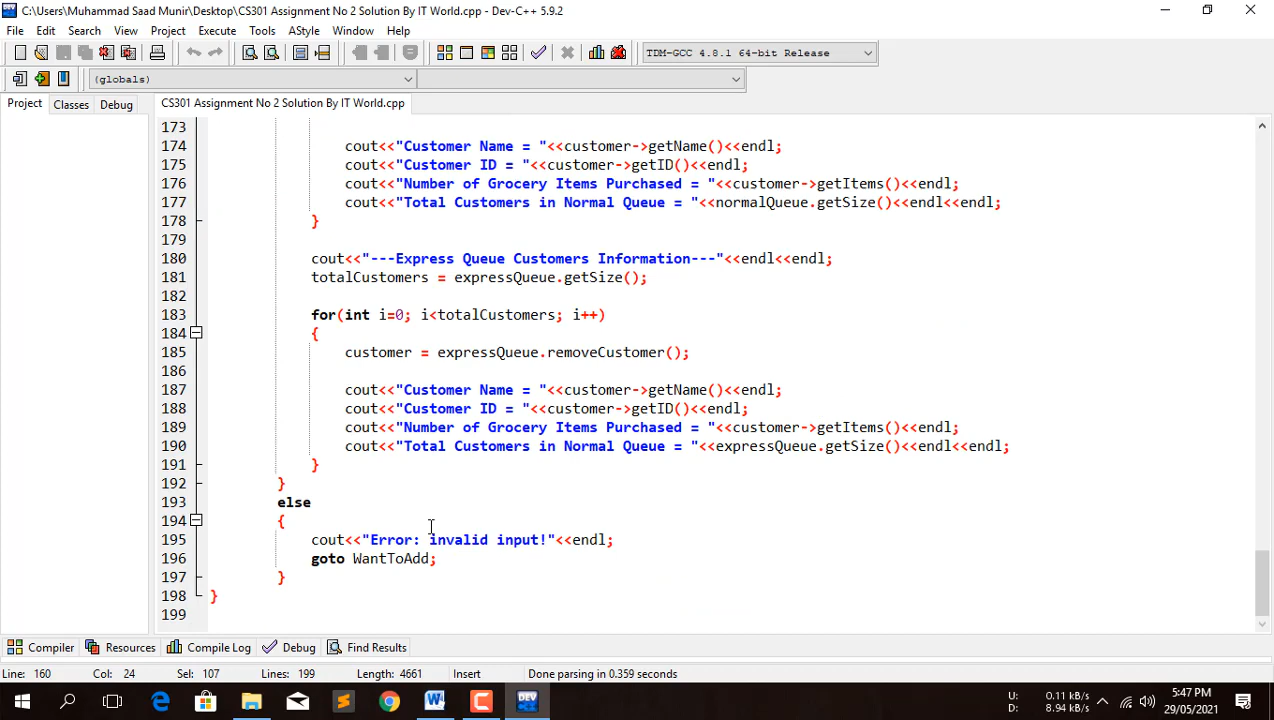 C:\Users\Muhammad Saad Munir\Desktop\CS301 Assignment No 2 Solution By IT World.cpp - Dev-C++ 5.9.2
File Edit Search View Project Execute Tools AStyle Window Help
TDM-GCC 4.8.1 64-bit Release
(globals)
Project Classes Debug
CS301 Assignment No 2 Solution By IT World.cpp
173
174 cout<<"Customer Name = "<<customer->getName()<<endl;
175 cout<<"Customer ID = "<<customer->getID()<<endl;
176 cout<<"Number of Grocery Items Purchased = "<<customer->getItems()<<endl;
177 cout<<"Total Customers in Normal Queue = "<<normalQueue.getSize()<<endl<<endl;
178 }
179
180 cout<<"---Express Queue Customers Information---"<<endl<<endl;
181 totalCustomers = expressQueue.getSize();
182
183 for(int i=0; i<totalCustomers; i++)
184 {
185 customer = expressQueue.removeCustomer();
186
187 cout<<"Customer Name = "<<customer->getName()<<endl;
188 cout<<"Customer ID = "<<customer->getID()<<endl;
189 cout<<"Number of Grocery Items Purchased = "<<customer->getItems()<<endl;
190 cout<<"Total Customers in Normal Queue = "<<expressQueue.getSize()<<endl<<endl;
191 }
192 }
193 else
194 {
195 cout<<"Error: invalid input!"<<endl;
196 goto WantToAdd;
197 }
198 }
199
Compiler Resources Compile Log Debug Find Results
Line: 160 Col: 24 Sel: 107 Lines: 199 Length: 4661 Insert Done parsing in 0.359 seconds
U: 0.11 kB/s
D: 8.94 kB/s
5:47 PM
29/05/2021